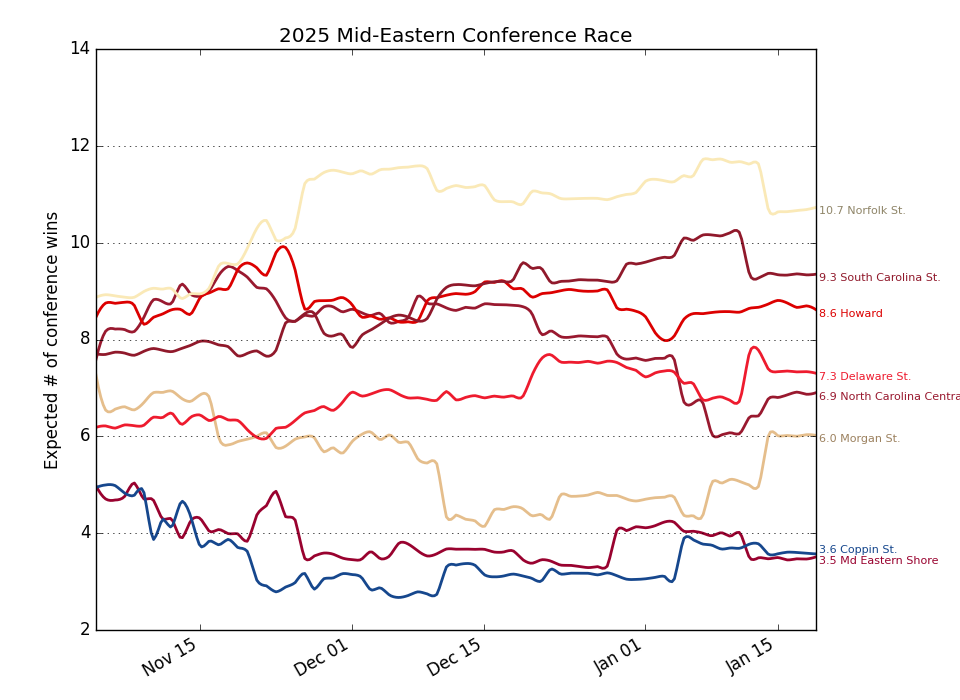 2025 Mid-Eastern Conference Race
Expected # of conference wins
14
12
10
8
6
4
2
Nov 15
Dec 01
Dec 15
Jan 01
Jan 15
10.7 Norfolk St.
9.3 South Carolina St.
8.6 Howard
7.3 Delaware St.
6.9 North Carolina Centra
6.0 Morgan St.
3.6 Coppin St.
3.5 Md Eastern Shore